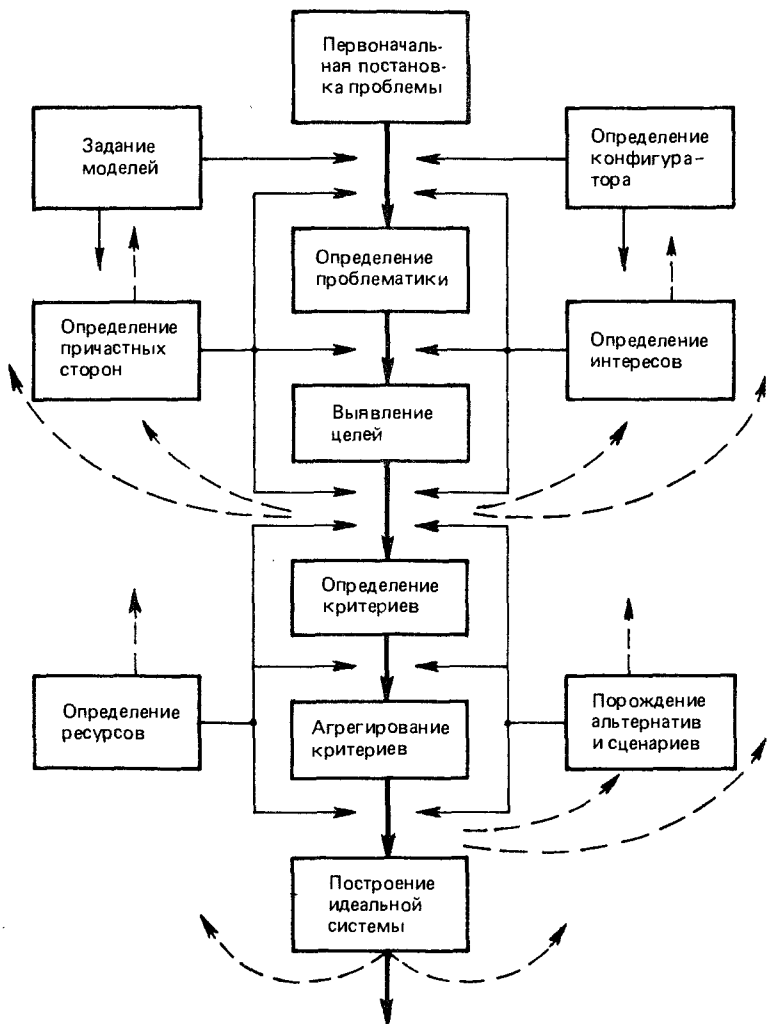 Первоначаль-
ная постанов-
ка проблемы
Задание
моделей
Определение
конфигура-
тора
Определение
проблематики
Определение
причастных
сторон
Определение
интересов
Выявление
целей
Определение
критериев
Определение
ресурсов
Агрегирование
критериев
Порождение
альтернатив
и сценариев
Построение
идеальной
системы